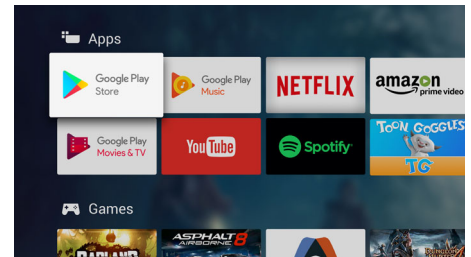 Apps
Google Play
Store
Google Play
Music
NETFLIX
amazon
prime video
Google Play
Movies & TV
YouTube
Spotify
TOON GOGGLES
TG
Games
BADLAND
ASPHALT 8
AIRBORNE